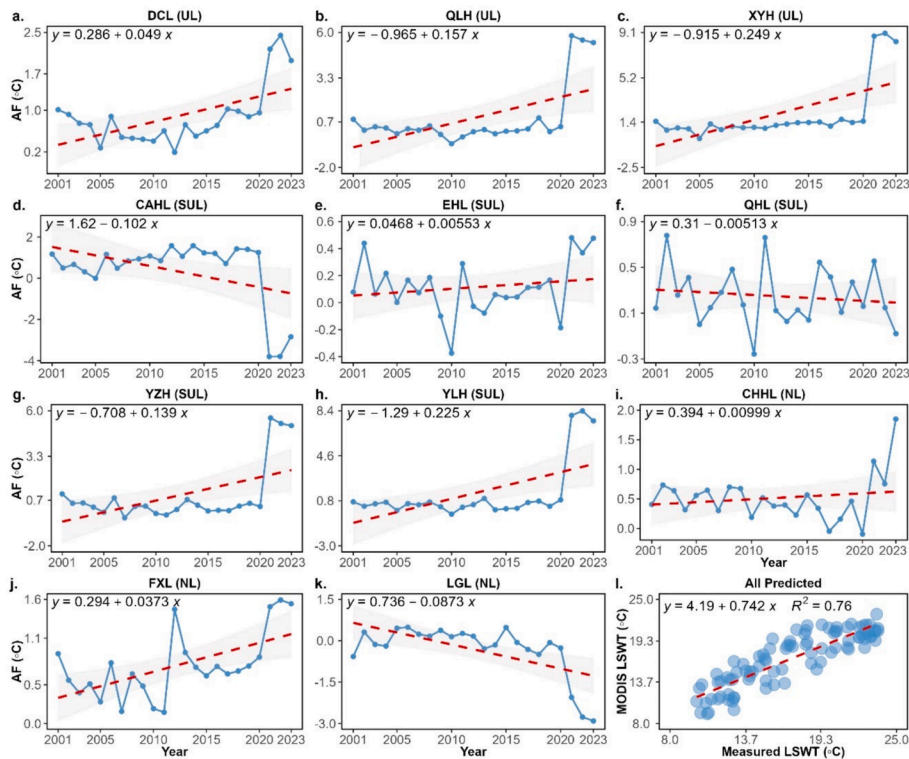 a. DCL (UL)
y = 0.286 + 0.049 x
AF (°C)
2.5
1.7
1.0
0.2
2001 2005 2010 2015 2020 2023
b. QLH (UL)
y = − 0.965 + 0.157 x
6.0
3.3
0.7
-2.0
2001 2005 2010 2015 2020 2023
c. XYH (UL)
y = − 0.915 + 0.249 x
9.1
5.2
1.4
-2.5
2001 2005 2010 2015 2020 2023
d. CAHL (SUL)
y = 1.62 − 0.102 x
AF (°C)
2
0
-2
-4
2001 2005 2010 2015 2020 2023
e. EHL (SUL)
y = 0.0468 + 0.00553 x
0.6
0.4
0.2
0.0
-0.2
-0.4
2001 2005 2010 2015 2020 2023
f. QHL (SUL)
y = 0.31 − 0.00513 x
0.9
0.5
0.1
-0.3
2001 2005 2010 2015 2020 2023
g. YZH (SUL)
y = − 0.708 + 0.139 x
AF (°C)
6.0
3.3
0.7
-2.0
2001 2005 2010 2015 2020 2023
h. YLH (SUL)
y = − 1.29 + 0.225 x
8.4
4.6
0.8
-3.0
2001 2005 2010 2015 2020 2023
i. CHHL (NL)
y = 0.394 + 0.00999 x
2.0
1.5
1.0
0.5
0.0
2001 2005 2010 2015 2020 2023
Year
j. FXL (NL)
y = 0.294 + 0.0373 x
AF (°C)
1.6
1.1
0.5
0.0
2001 2005 2010 2015 2020 2023
Year
k. LGL (NL)
y = 0.736 − 0.0873 x
1.5
0.0
-1.5
-3.0
2001 2005 2010 2015 2020 2023
Year
l. All Predicted
y = 4.19 + 0.742 x R² = 0.76
MODIS LSWT (°C)
25.0
19.3
13.7
8.0
8.0 13.7 19.3 25.0
Measured LSWT (°C)